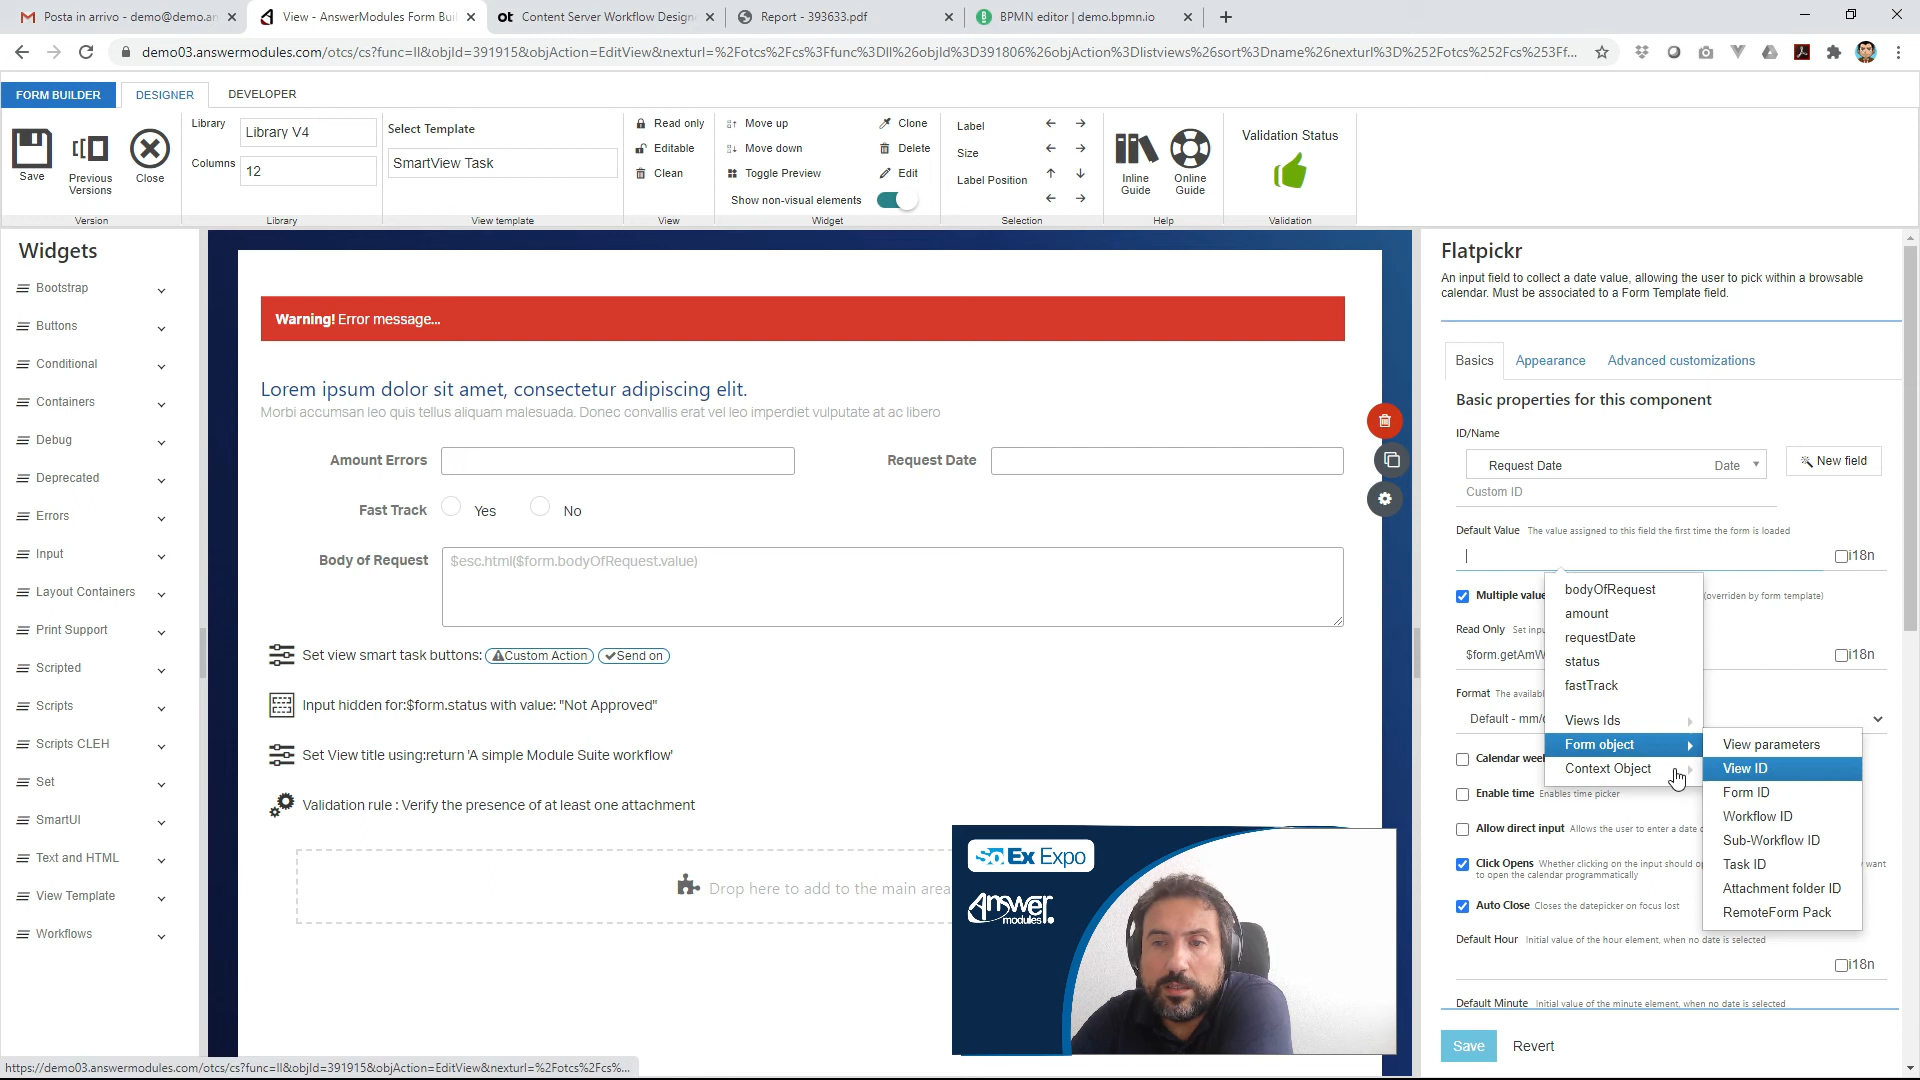 Posta in arrivo - demo@demo.an
View - AnswerModules Form Buil
ot Content Server Workflow Design
Report - 393633.pdf
BPMN editor | demo.bpmn.io
demo03.answermodules.com/otcs/cs?func=ll&objId=391915&objAction=EditView&nexturl=%2Fotcs%2Fcs%3Ffunc%3Dll%26objId%3D391806%26objAction%3Dlistviews%26sort%3Dname%26nexturl%3D%252Fotcs%252Fcs%253Ff...
FORM BUILDER DESIGNER DEVELOPER
Save
Previous Versions
Close
Version
Library Library V4
Columns 12
Library
Select Template
SmartView Task
View template
Read only
Editable
Clean
View
Move up
Move down
Toggle Preview
Show non-visual elements
Clone
Delete
Edit
Widget
Label
Size
Label Position
Selection
Inline Guide
Online Guide
Help
Validation Status
Validation
Widgets
Bootstrap
Buttons
Conditional
Containers
Debug
Deprecated
Errors
Input
Layout Containers
Print Support
Scripted
Scripts
Scripts CLEH
Set
SmartUI
Text and HTML
View Template
Workflows
Warning! Error message...
Lorem ipsum dolor sit amet, consectetur adipiscing elit.
Morbi accumsan leo quis tellus aliquam malesuada. Donec convallis erat vel leo imperdiet vulputate at ac libero
Amount Errors
Request Date
Fast Track Yes No
Body of Request $esc.html($form.bodyOfRequest.value)
Set view smart task buttons: Custom Action Send on
Input hidden for:$form.status with value: "Not Approved"
Set View title using:return 'A simple Module Suite workflow'
Validation rule : Verify the presence of at least one attachment
Drop here to add to the main area
SoEx Expo
Answer modules.
Flatpickr
An input field to collect a date value, allowing the user to pick within a browsable
calendar. Must be associated to a Form Template field.
Basics Appearance Advanced customizations
Basic properties for this component
ID/Name
Request Date Date New field
Custom ID
Default Value The value assigned to this field the first time the form is loaded
i18n
Multiple value (overriden by form template)
Read Only Set inpu
$form.getAmW i18n
Format The availabl
Default - mm/d
Calendar wee
Enable time Enables time picker
Allow direct input Allows the user to enter a date d
Click Opens Whether clicking on the input should op want
to open the calendar programmatically
Auto Close Closes the datepicker on focus lost
Default Hour Initial value of the hour element, when no date is selected
i18n
Default Minute Initial value of the minute element, when no date is selected
Save Revert
bodyOfRequest
amount
requestDate
status
fastTrack
Views Ids
Form object
Context Object
View parameters
View ID
Form ID
Workflow ID
Sub-Workflow ID
Task ID
Attachment folder ID
RemoteForm Pack
https://demo03.answermodules.com/otcs/cs?func=ll&objId=391915&objAction=EditView&nexturl=%2Fotcs%2Fcs%...